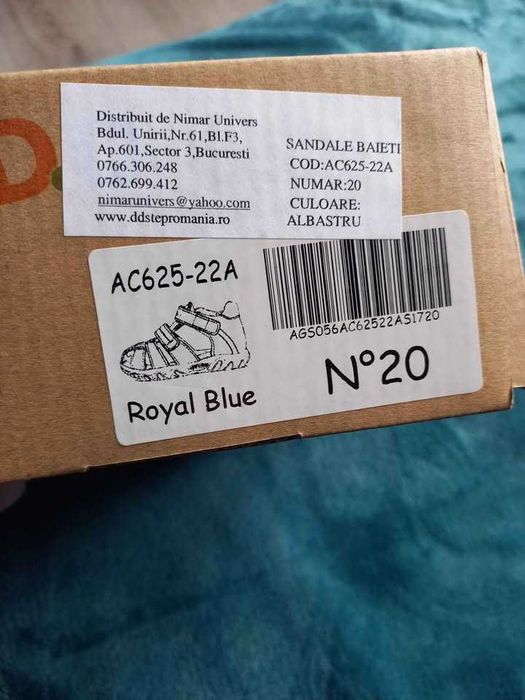 D.
Distribuit de Nimar Univers
Bdul. Unirii,Nr.61,Bl.F3,
Ap.601,Sector 3,Bucuresti
0766.306.248
0762.699.412
nimarunivers@yahoo.com
www.ddstepromania.ro
SANDALE BAIETI
COD:AC625-22A
NUMAR:20
CULOARE:
ALBASTRU
AC625-22A
Royal Blue
AGS056AC62522AS1720
N°20